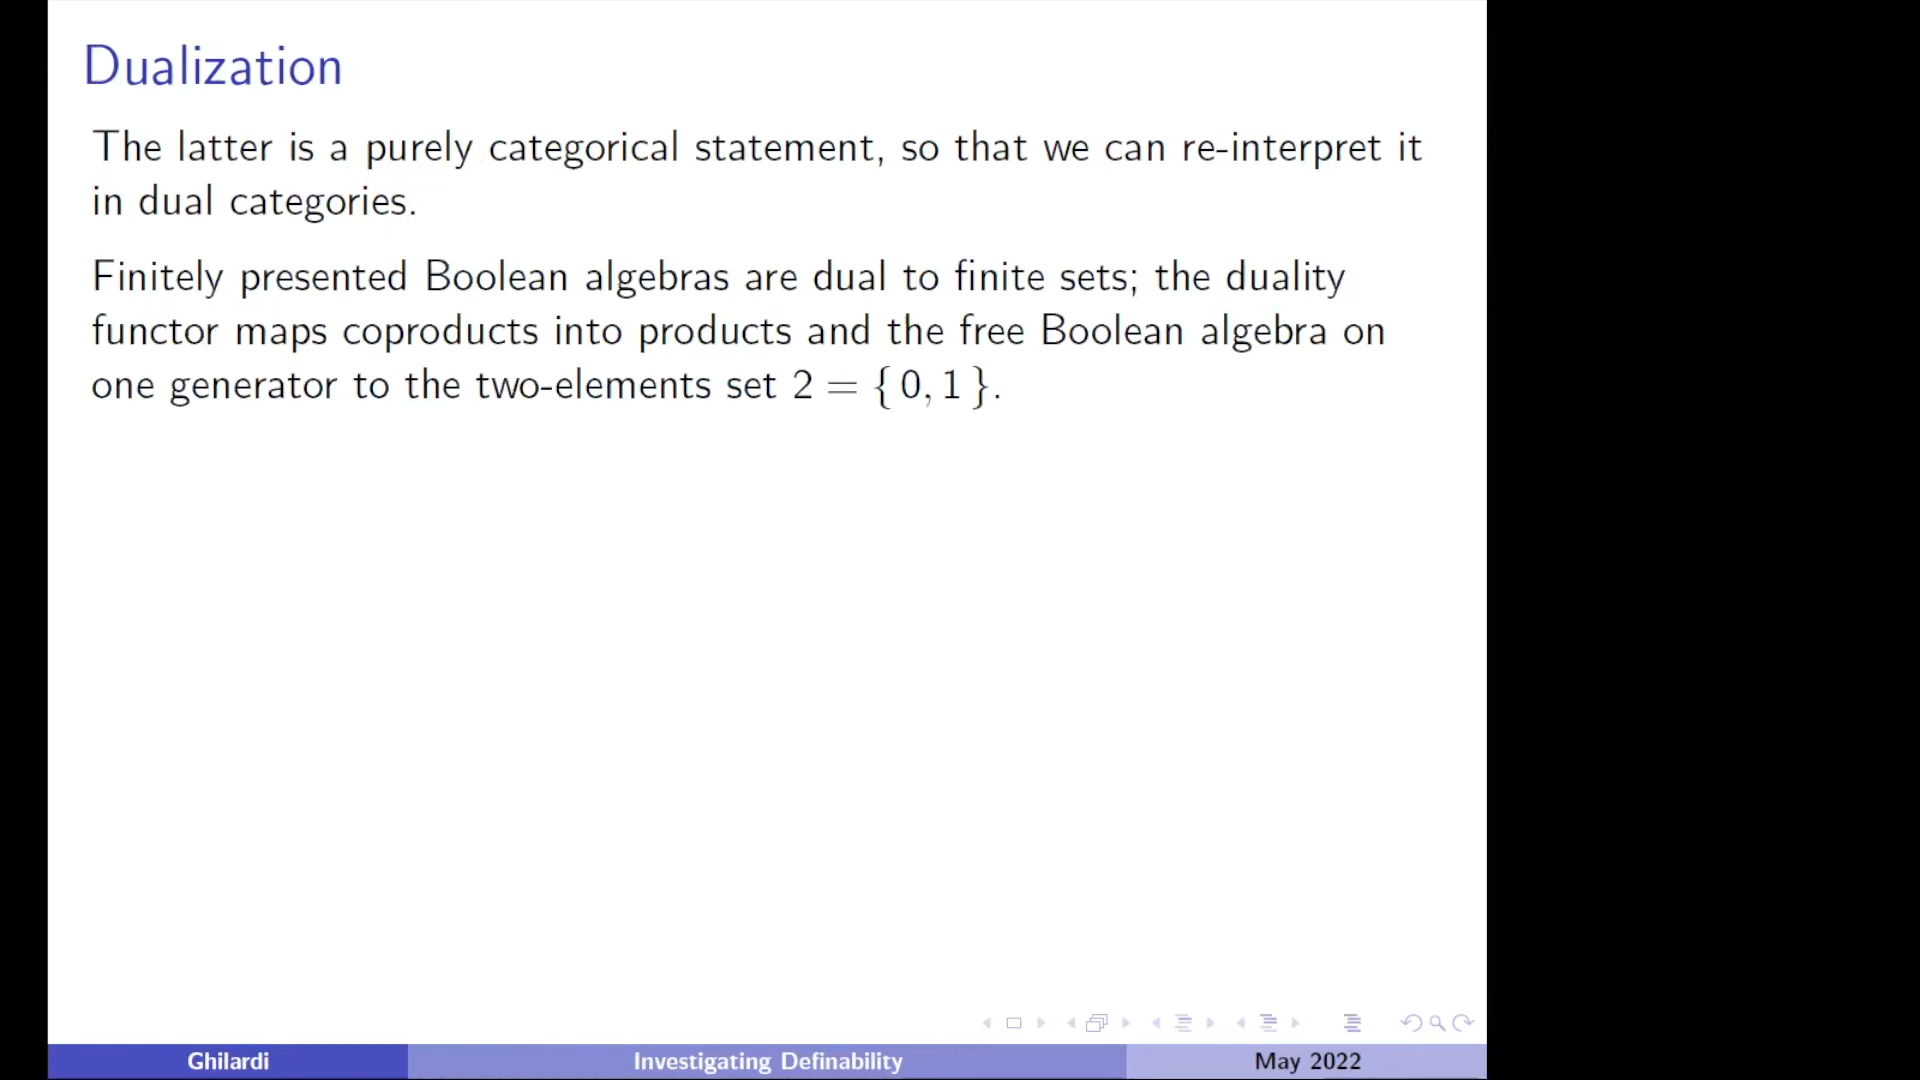 Dualization
The latter is a purely categorical statement, so that we can re-interpret it
in dual categories.
Finitely presented Boolean algebras are dual to finite sets; the duality
functor maps coproducts into products and the free Boolean algebra on
one generator to the two-elements set 2 = { 0, 1 }.
Ghilardi
Investigating Definability
May 2022